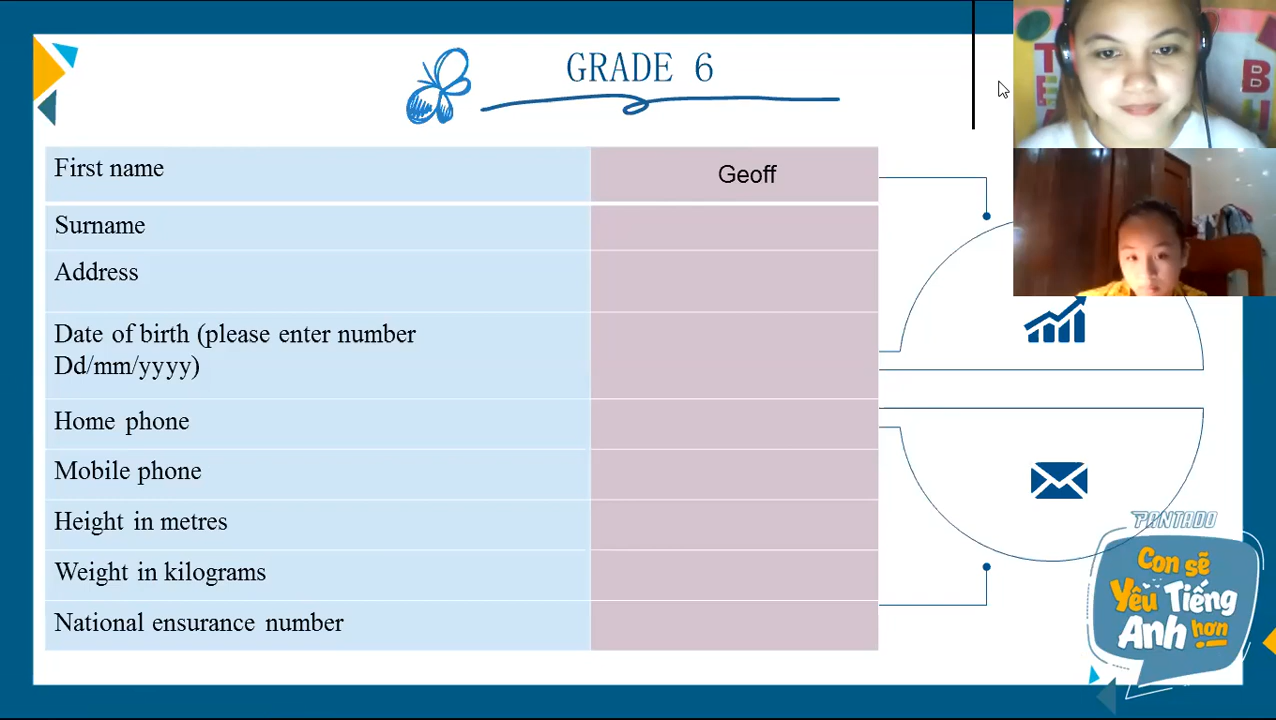 GRADE 6
First name
Geoff
Surname
Address
Date of birth (please enter number
Dd/mm/yyyy)
Home phone
Mobile phone
Height in metres
Weight in kilograms
National ensurance number
PANTADO
Con sẽ
Yêu Tiếng
Anh hơn